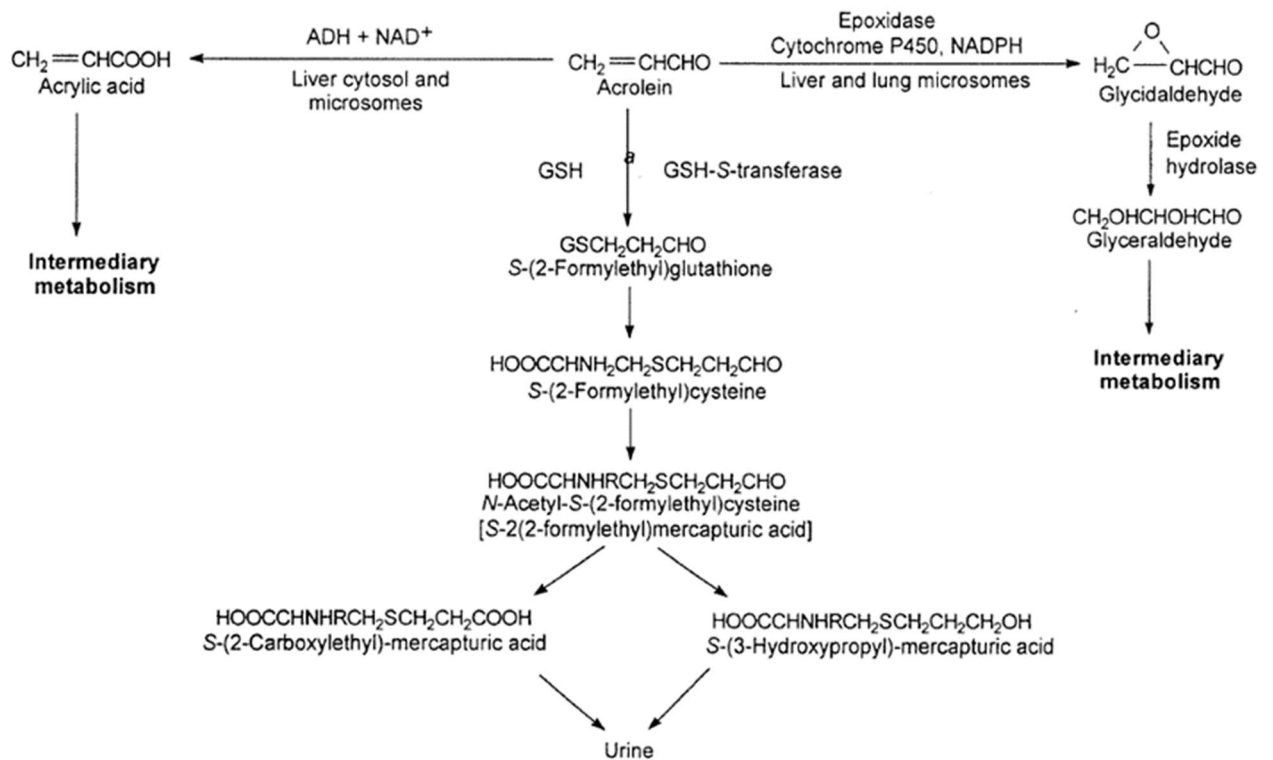 ADH + NAD⁺
Liver cytosol and
microsomes
CH₂=CHCOOH
Acrylic acid
Intermediary
metabolism
CH₂=CHCHO
Acrolein
Epoxidase
Cytochrome P450, NADPH
Liver and lung microsomes
O
H₂C—CHCHO
Glycidaldehyde
Epoxide
hydrolase
CH₂OHCHOHCHO
Glyceraldehyde
Intermediary
metabolism
a
GSH
GSH-S-transferase
GSCH₂CH₂CHO
S-(2-Formylethyl)glutathione
HOOCCHNH₂CH₂SCH₂CH₂CHO
S-(2-Formylethyl)cysteine
HOOCCHNHRCH₂SCH₂CH₂CHO
N-Acetyl-S-(2-formylethyl)cysteine
[S-2(2-formylethyl)mercapturic acid]
HOOCCHNHRCH₂SCH₂CH₂COOH
S-(2-Carboxylethyl)-mercapturic acid
HOOCCHNHRCH₂SCH₂CH₂CH₂OH
S-(3-Hydroxypropyl)-mercapturic acid
Urine